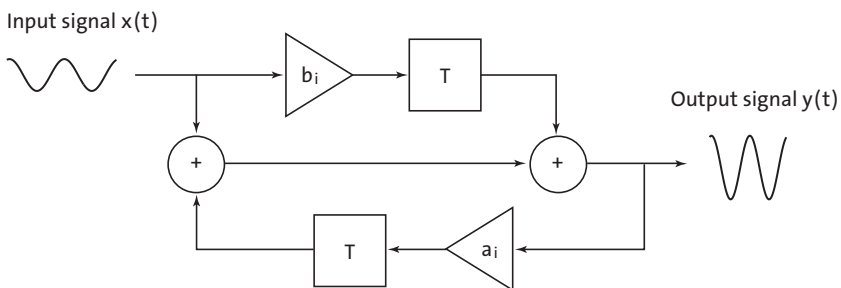 Input signal x(t)
bi
T
Output signal y(t)
+
+
T
ai